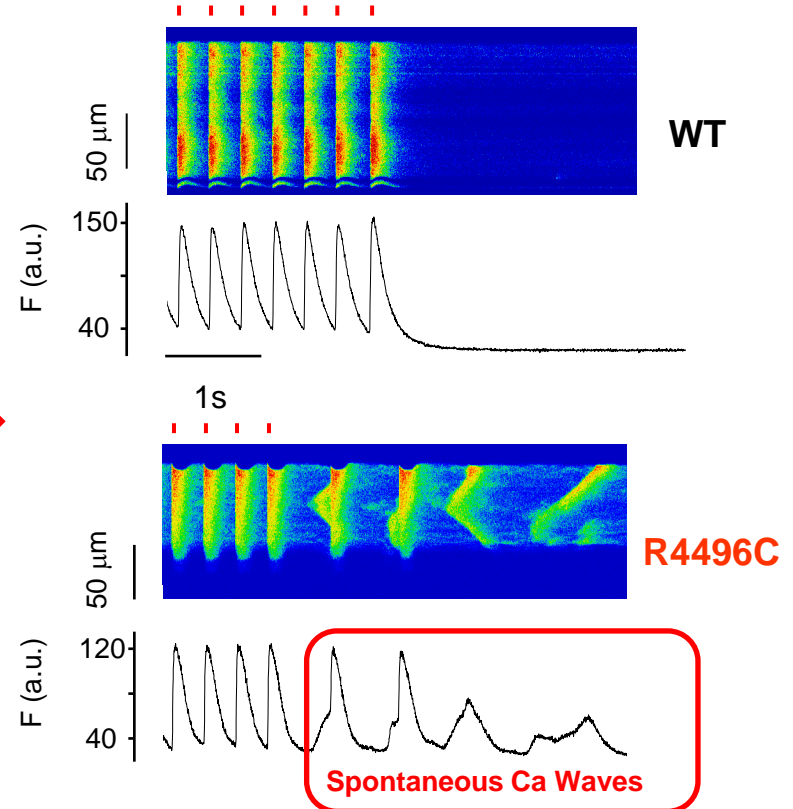 50 µm
WT
F (a.u.)
150
40
1s
50 µm
R4496C
F (a.u.)
120
40
Spontaneous Ca Waves